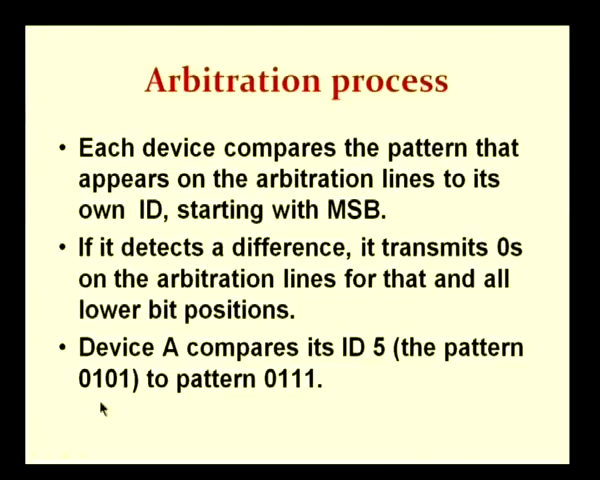 Arbitration process
• Each device compares the pattern that
appears on the arbitration lines to its
own ID, starting with MSB.
• If it detects a difference, it transmits 0s
on the arbitration lines for that and all
lower bit positions.
• Device A compares its ID 5 (the pattern
0101) to pattern 0111.